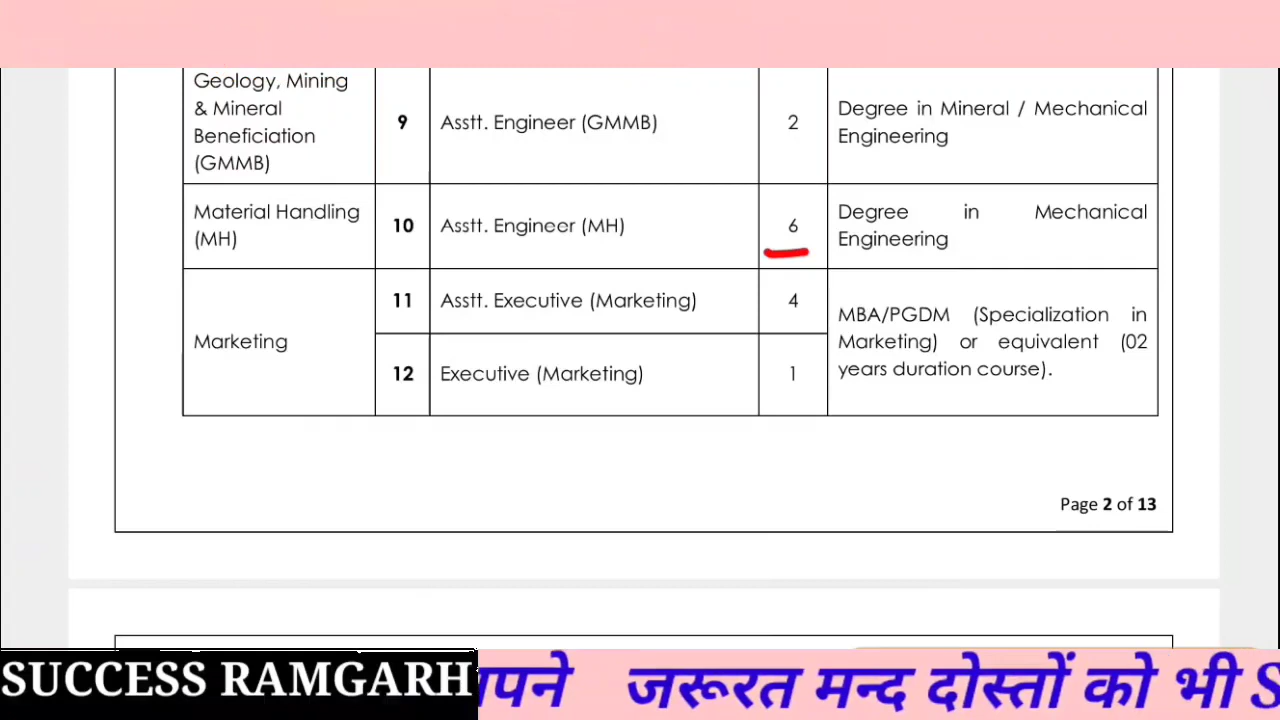 Geology, Mining
& Mineral
Beneficiation
(GMMB)
9
Asstt. Engineer (GMMB)
2
Degree in Mineral / Mechanical
Engineering
Material Handling
(MH)
10
Asstt. Engineer (MH)
6
Degree in Mechanical
Engineering
Marketing
11
Asstt. Executive (Marketing)
4
MBA/PGDM (Specialization in
Marketing) or equivalent (02
years duration course).
12
Executive (Marketing)
1
Page 2 of 13
SUCCESS RAMGARH
जरूरत मन्द दोस्तों को भी S